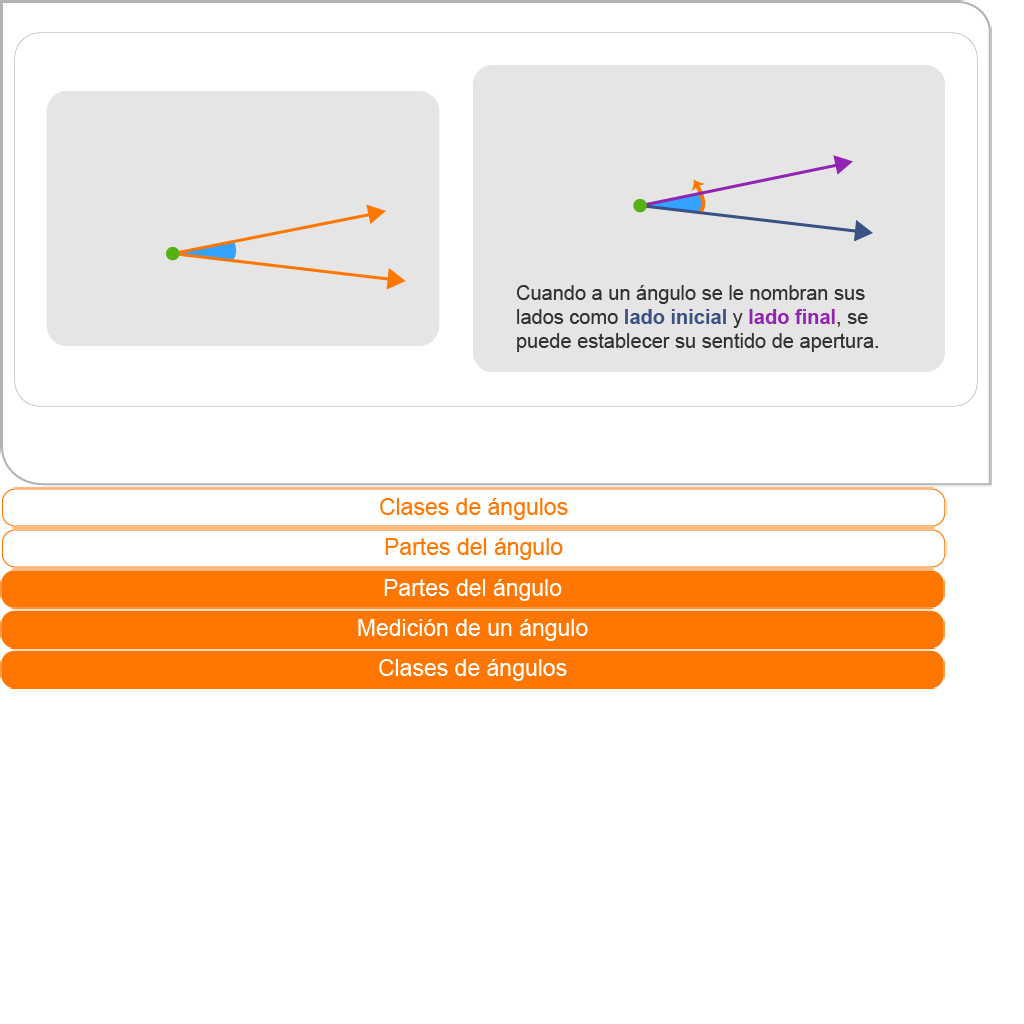 Cuando a un ángulo se le nombran sus
lados como lado inicial y lado final, se
puede establecer su sentido de apertura.
Clases de ángulos
Partes del ángulo
Partes del ángulo
Medición de un ángulo
Clases de ángulos